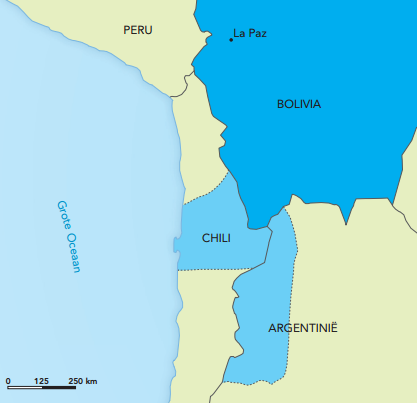 PERU
La Paz
BOLIVIA
Grote Oceaan
CHILI
ARGENTINIË
0 125 250 km